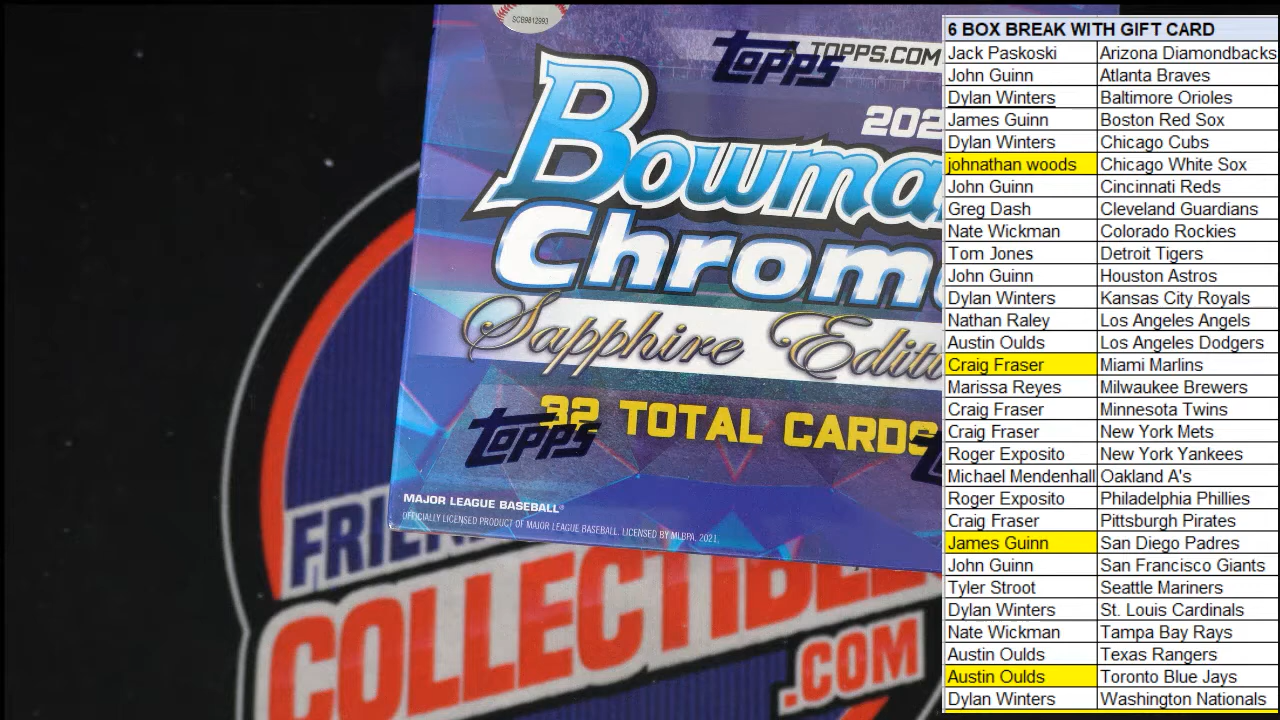 SCB9812993
TOPPS.COM
topps
202
Bowma
Chrom
Sapphire Editi
32 TOTAL CARDS
topps
MAJOR LEAGUE BASEBALL®
OFFICIALLY LICENSED PRODUCT OF MAJOR LEAGUE BASEBALL. LICENSED BY MLBPA, 2021.
FRIEN
COLLECTIBLE
.COM
6 BOX BREAK WITH GIFT CARD
Jack Paskoski Arizona Diamondbacks
John Guinn Atlanta Braves
Dylan Winters Baltimore Orioles
James Guinn Boston Red Sox
Dylan Winters Chicago Cubs
johnathan woods Chicago White Sox
John Guinn Cincinnati Reds
Greg Dash Cleveland Guardians
Nate Wickman Colorado Rockies
Tom Jones Detroit Tigers
John Guinn Houston Astros
Dylan Winters Kansas City Royals
Nathan Raley Los Angeles Angels
Austin Oulds Los Angeles Dodgers
Craig Fraser Miami Marlins
Marissa Reyes Milwaukee Brewers
Craig Fraser Minnesota Twins
Craig Fraser New York Mets
Roger Exposito New York Yankees
Michael Mendenhall Oakland A's
Roger Exposito Philadelphia Phillies
Craig Fraser Pittsburgh Pirates
James Guinn San Diego Padres
John Guinn San Francisco Giants
Tyler Stroot Seattle Mariners
Dylan Winters St. Louis Cardinals
Nate Wickman Tampa Bay Rays
Austin Oulds Texas Rangers
Austin Oulds Toronto Blue Jays
Dylan Winters Washington Nationals